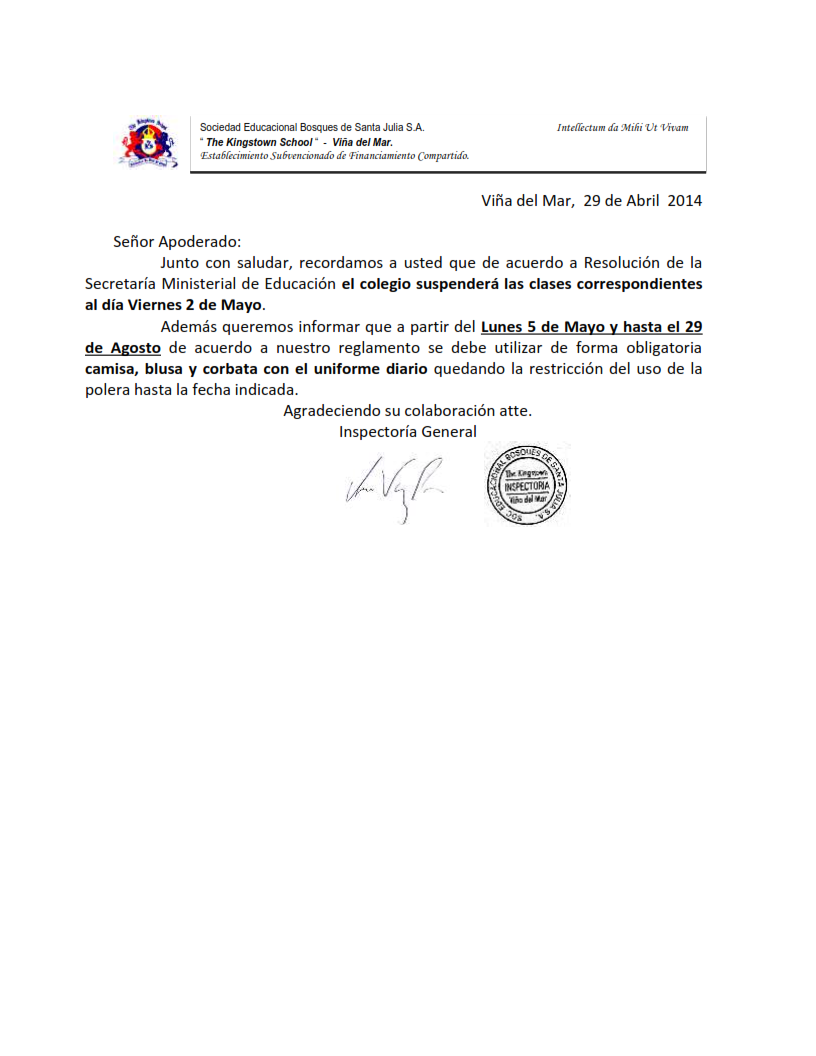 The Kingstown School
Sociedad Educacional Bosques de Santa Julia S.A.
Intellectum da Mihi Ut Vivam
“ The Kingstown School “ - Viña del Mar.
Establecimiento Subvencionado de Financiamiento Compartido.
Viña del Mar, 29 de Abril 2014
Señor Apoderado:
Junto con saludar, recordamos a usted que de acuerdo a Resolución de la
Secretaría Ministerial de Educación el colegio suspenderá las clases correspondientes
al día Viernes 2 de Mayo.
Además queremos informar que a partir del Lunes 5 de Mayo y hasta el 29
de Agosto de acuerdo a nuestro reglamento se debe utilizar de forma obligatoria
camisa, blusa y corbata con el uniforme diario quedando la restricción del uso de la
polera hasta la fecha indicada.
Agradeciendo su colaboración atte.
Inspectoría General
SOC. EDUCACIONAL BOSQUES DE SANTA JULIA S.A.
The Kingstown
INSPECTORIA
Viña del Mar